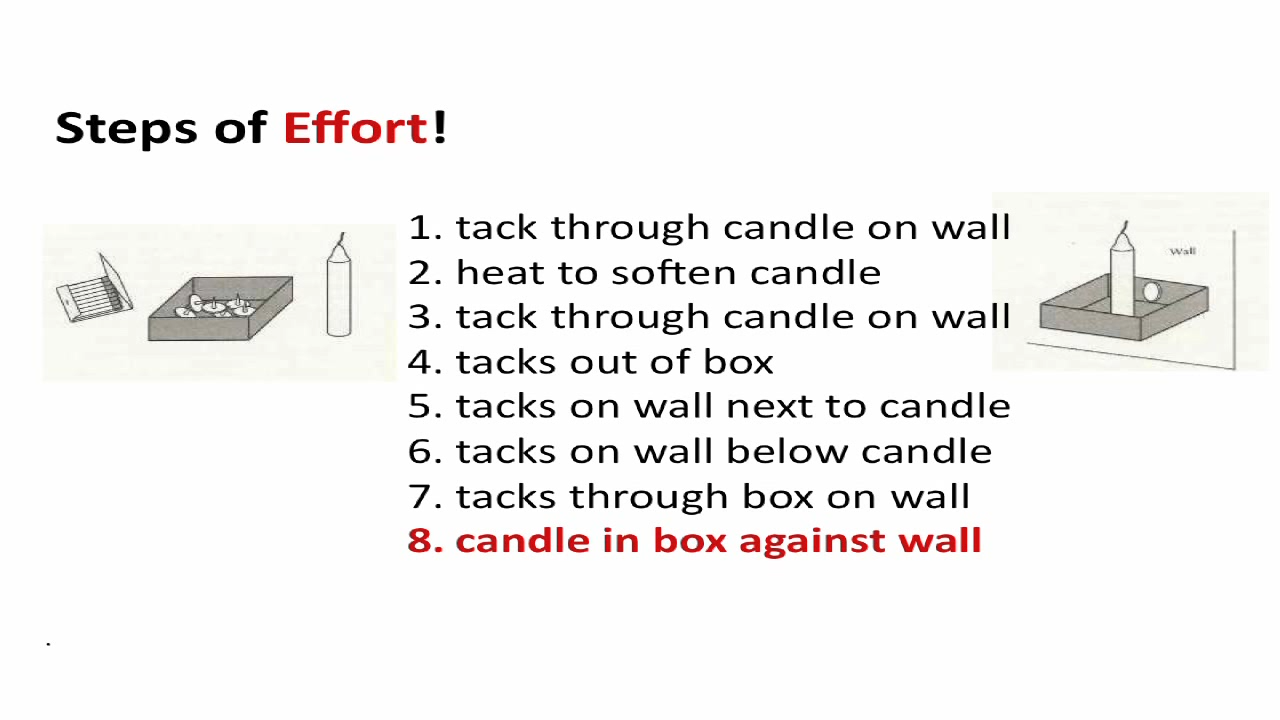 Steps of Effort!
1. tack through candle on wall
2. heat to soften candle
3. tack through candle on wall
4. tacks out of box
5. tacks on wall next to candle
6. tacks on wall below candle
7. tacks through box on wall
8. candle in box against wall
Wall
.